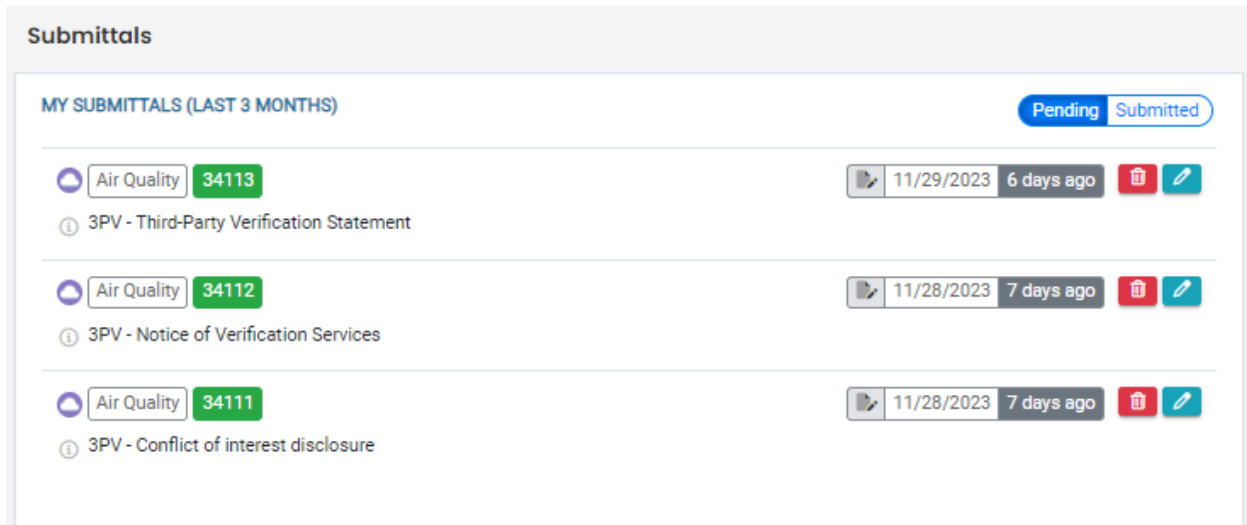 Submittals
MY SUBMITTALS (LAST 3 MONTHS)
Pending Submitted
Air Quality 34113 11/29/2023 6 days ago
3PV - Third-Party Verification Statement
Air Quality 34112 11/28/2023 7 days ago
3PV - Notice of Verification Services
Air Quality 34111 11/28/2023 7 days ago
3PV - Conflict of interest disclosure